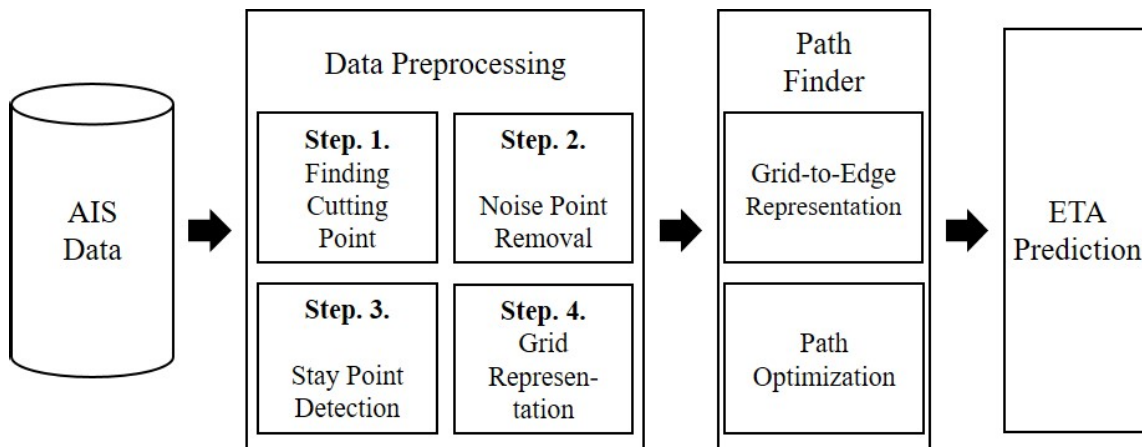 AIS
Data
Data Preprocessing
Step. 1.
Finding
Cutting
Point
Step. 2.
Noise Point
Removal
Step. 3.
Stay Point
Detection
Step. 4.
Grid
Represen-
tation
Path
Finder
Grid-to-Edge
Representation
Path
Optimization
ETA
Prediction